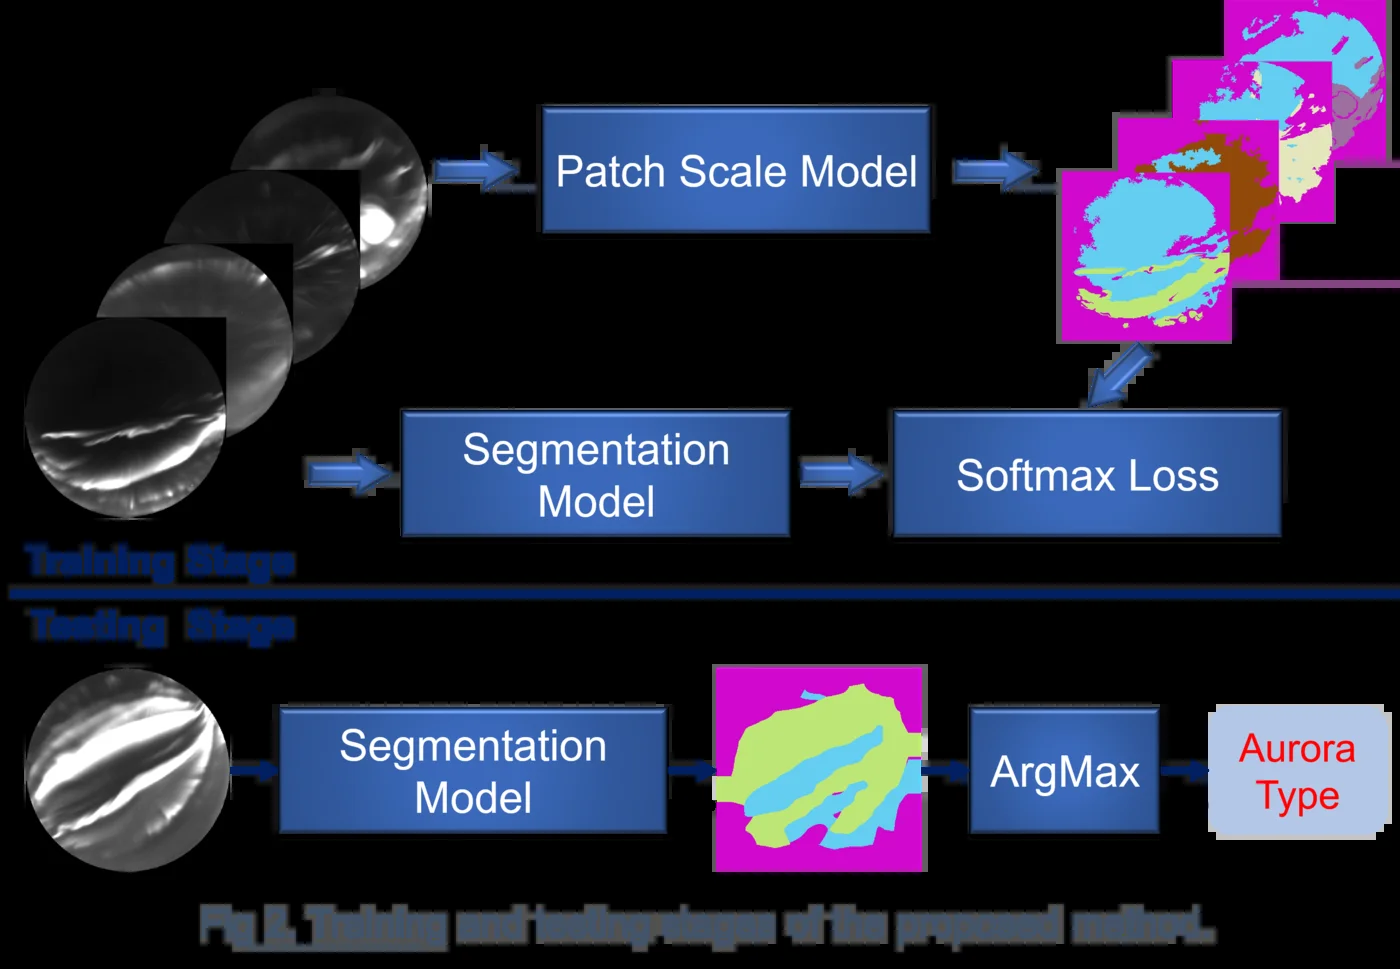 Patch Scale Model
Segmentation
Model
Softmax Loss
Training Stage
Testing Stage
Segmentation
Model
ArgMax
Aurora
Type
Fig 2. Training and testing stages of the proposed method.